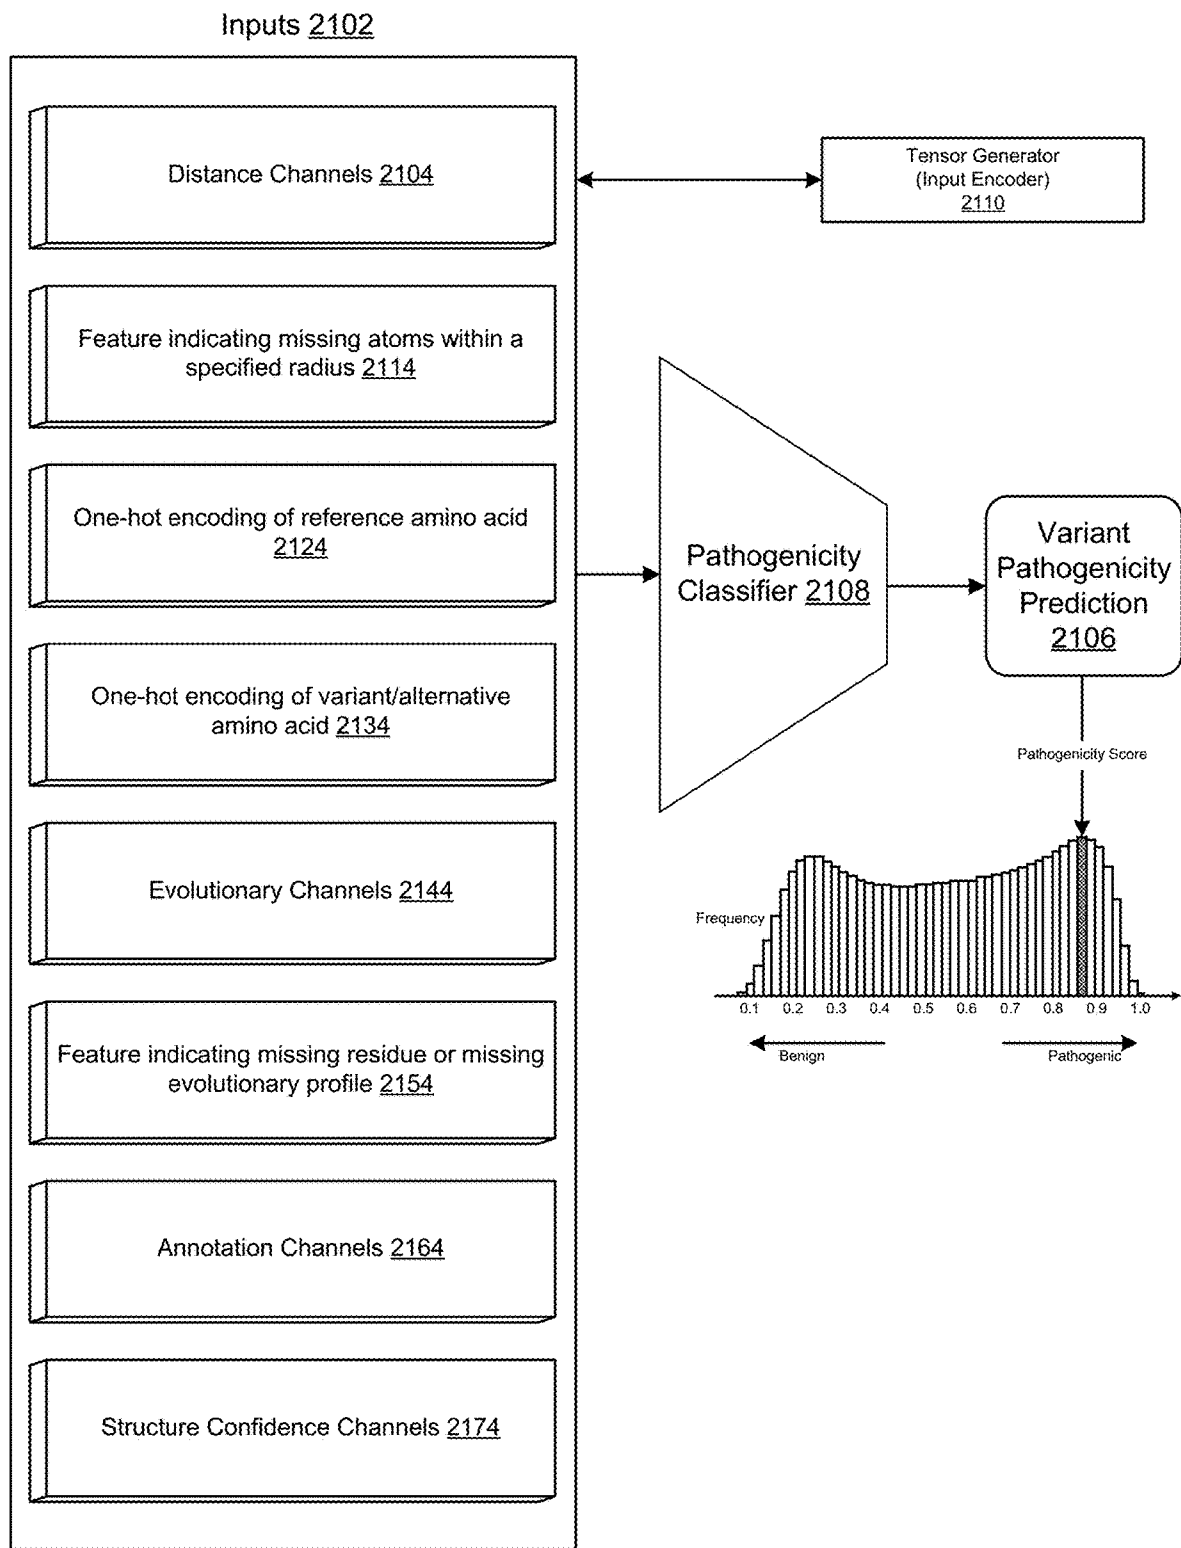 Inputs 2102
Distance Channels 2104
Feature indicating missing atoms within a
specified radius 2114
One-hot encoding of reference amino acid
2124
One-hot encoding of variant/alternative
amino acid 2134
Evolutionary Channels 2144
Feature indicating missing residue or missing
evolutionary profile 2154
Annotation Channels 2164
Structure Confidence Channels 2174
Tensor Generator
(Input Encoder)
2110
Pathogenicity
Classifier 2108
Variant
Pathogenicity
Prediction
2106
Pathogenicity Score
Frequency
0.1 0.2 0.3 0.4 0.5 0.6 0.7 0.8 0.9 1.0
Benign
Pathogenic